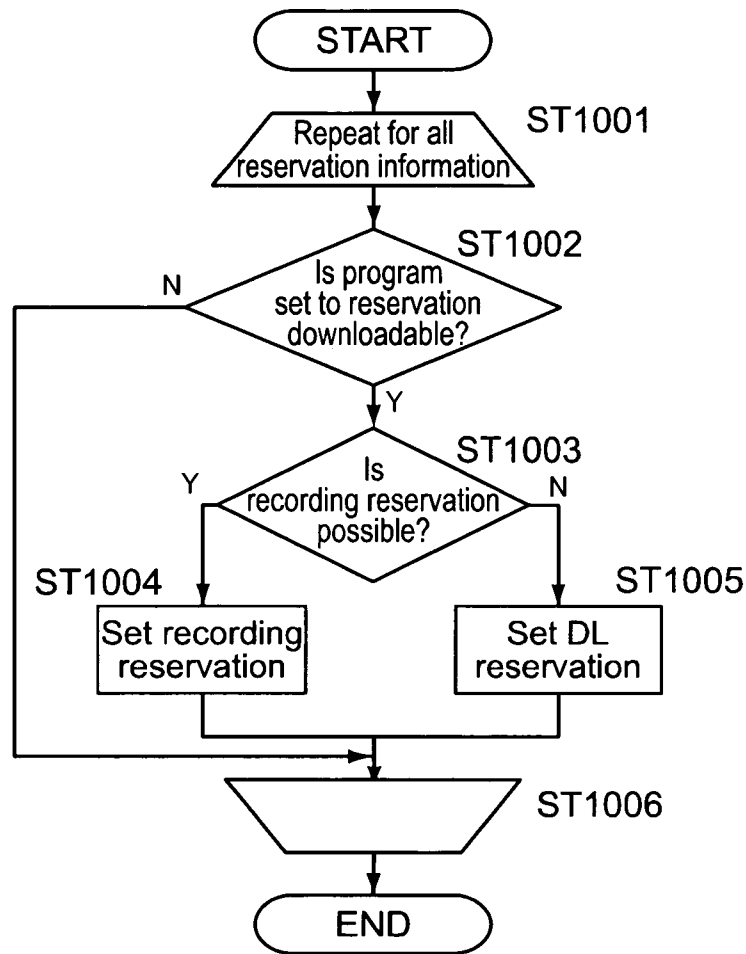 START
ST1001
Repeat for all
reservation information
ST1002
Is program
set to reservation
downloadable?
N
Y
ST1003
Is
recording reservation
possible?
Y
N
ST1004
Set recording
reservation
ST1005
Set DL
reservation
ST1006
END